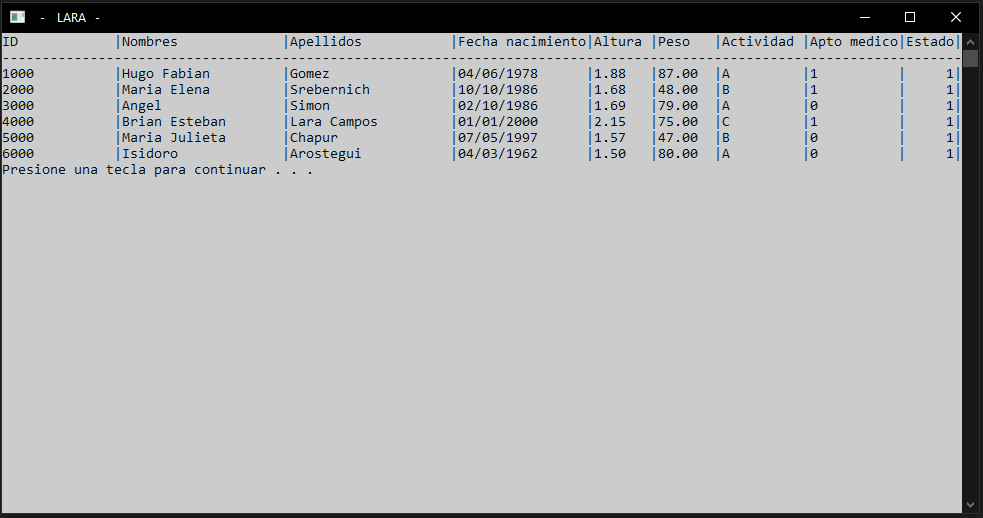 - LARA -
ID |Nombres |Apellidos |Fecha nacimiento|Altura |Peso |Actividad |Apto medico|Estado|
------------------------------------------------------------------------------------------------------------------------
1000 |Hugo Fabian |Gomez |04/06/1978 |1.88 |87.00 |A |1 | 1|
2000 |Maria Elena |Srebernich |10/10/1986 |1.68 |48.00 |B |1 | 1|
3000 |Angel |Simon |02/10/1986 |1.69 |79.00 |A |0 | 1|
4000 |Brian Esteban |Lara Campos |01/01/2000 |2.15 |75.00 |C |1 | 1|
5000 |Maria Julieta |Chapur |07/05/1997 |1.57 |47.00 |B |0 | 1|
6000 |Isidoro |Arostegui |04/03/1962 |1.50 |80.00 |A |0 | 1|
Presione una tecla para continuar . . .